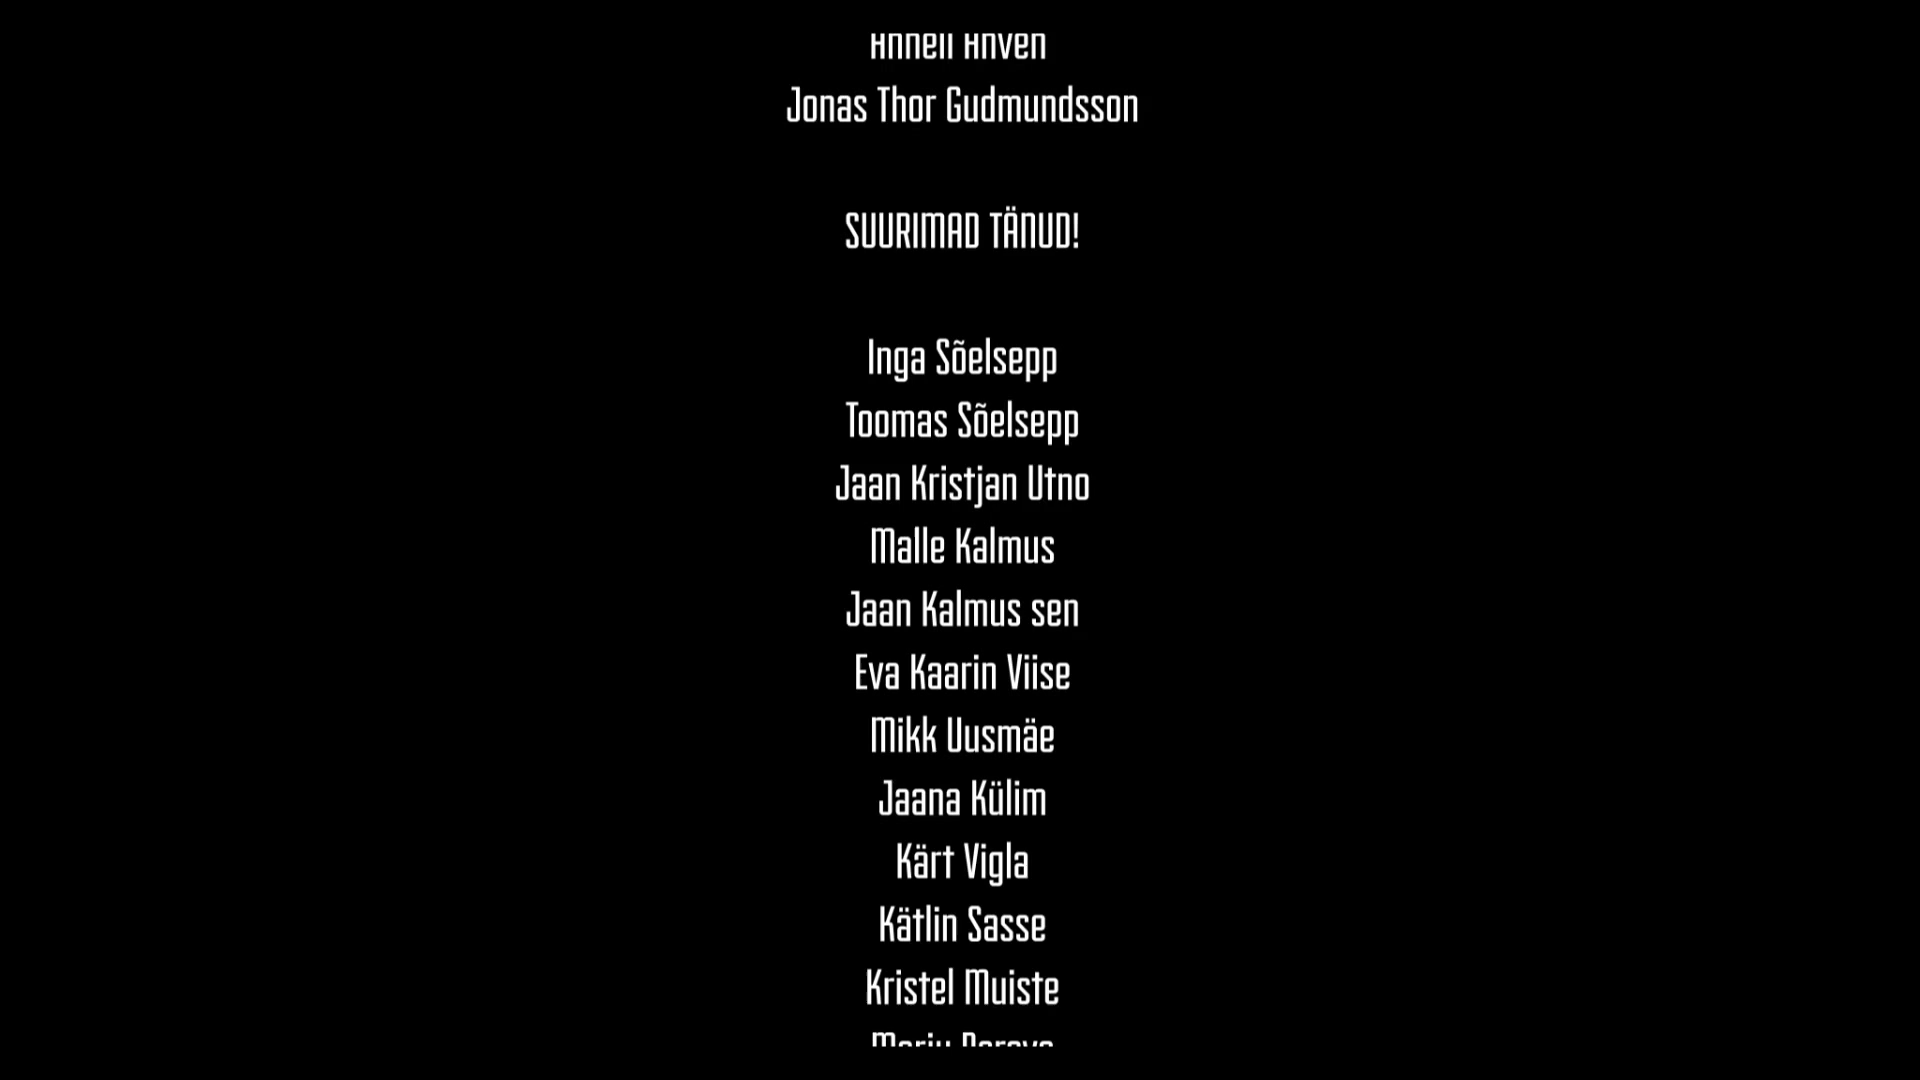 Jonas Thor Gudmundsson
SUURIMAD TÄNUD!
Inga Sõelsepp
Toomas Sõelsepp
Jaan Kristjan Utno
Malle Kalmus
Jaan Kalmus sen
Eva Kaarin Viise
Mikk Uusmäe
Jaana Külim
Kärt Vigla
Kätlin Sasse
Kristel Muiste